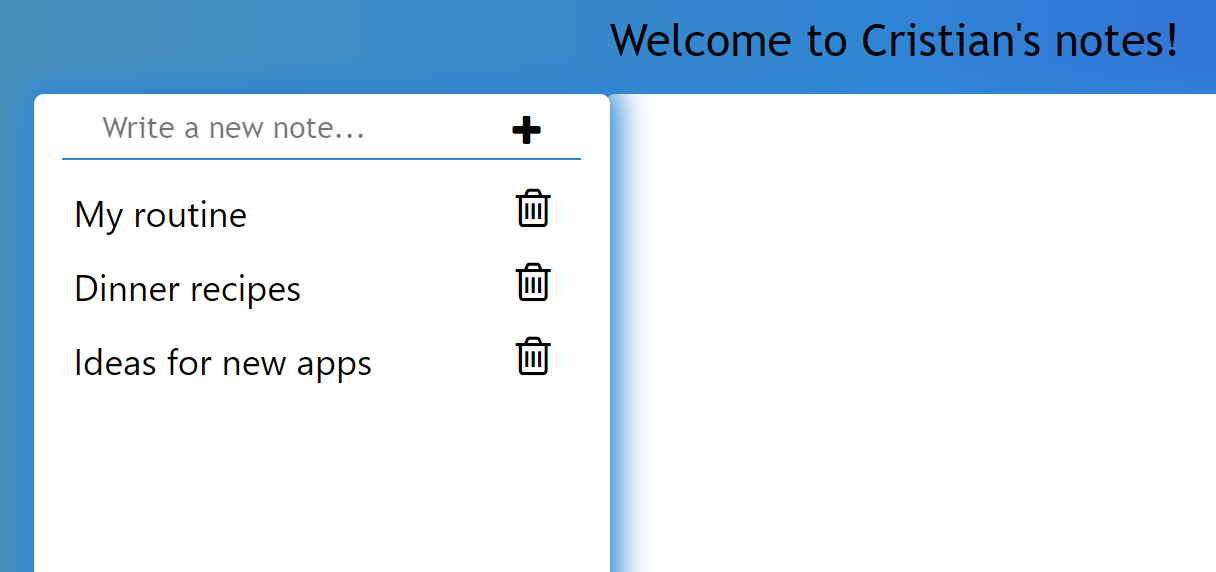 Welcome to Cristian's notes!
Write a new note...
My routine
Dinner recipes
Ideas for new apps